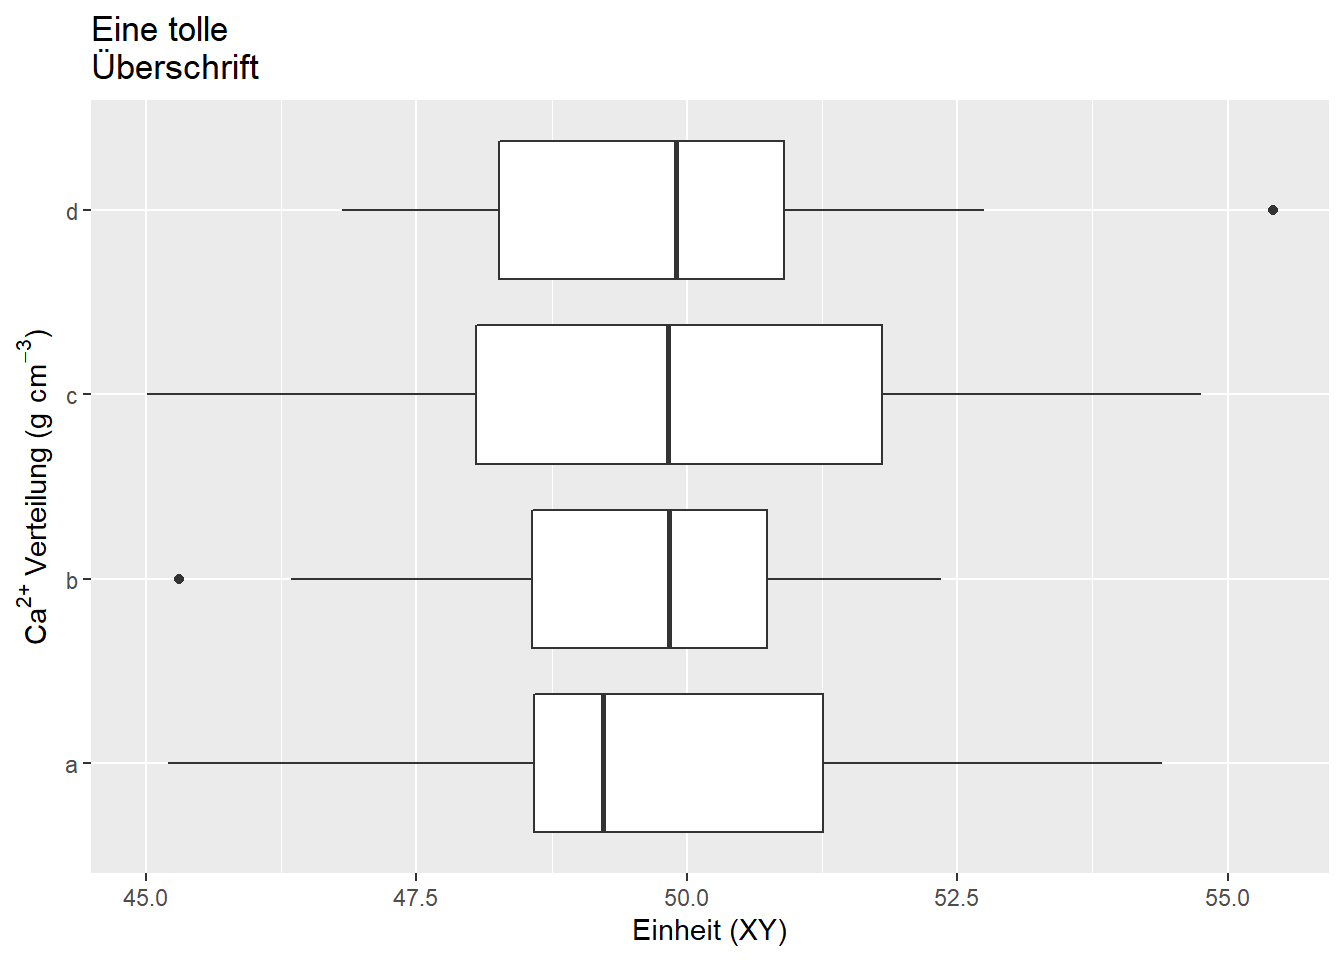 Eine tolle
Überschrift
Ca²⁺ Verteilung (g cm⁻³)
d
c
b
a
45.0 47.5 50.0 52.5 55.0
Einheit (XY)